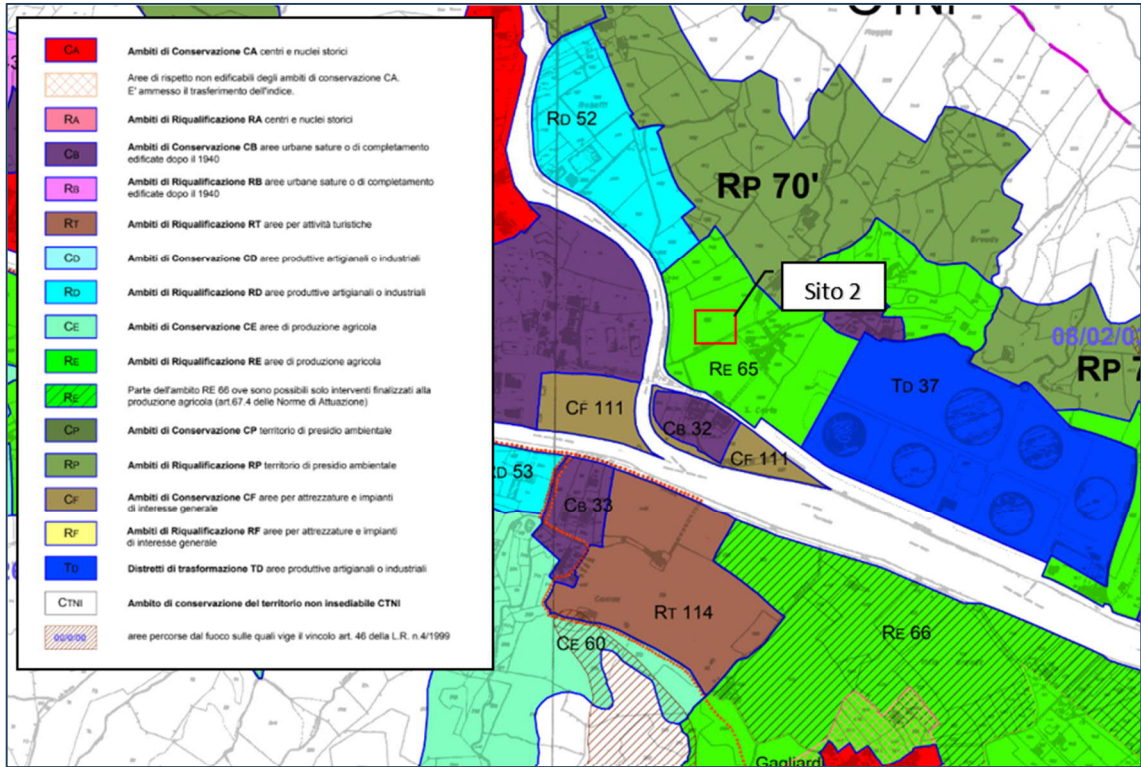 CA
Ambiti di Conservazione CA centri e nuclei storici
Aree di rispetto non edificabili degli ambiti di conservazione CA.
E' ammesso il trasferimento dell'indice.
RA
Ambiti di Riqualificazione RA centri e nuclei storici
CB
Ambiti di Conservazione CB aree urbane sature o di completamento
edificate dopo il 1940
RB
Ambiti di Riqualificazione RB aree urbane sature o di completamento
edificate dopo il 1940
RT
Ambiti di Riqualificazione RT aree per attività turistiche
CD
Ambiti di Conservazione CD aree produttive artigianali o industriali
RD
Ambiti di Riqualificazione RD aree produttive artigianali o industriali
CE
Ambiti di Conservazione CE aree di produzione agricola
RE
Ambiti di Riqualificazione RE aree di produzione agricola
RE
Parte dell'ambito RE 66 ove sono possibili solo interventi finalizzati alla
produzione agricola (art.67.4 delle Norme di Attuazione)
CP
Ambiti di Conservazione CP territorio di presidio ambientale
RP
Ambiti di Riqualificazione RP territorio di presidio ambientale
CF
Ambiti di Conservazione CF aree per attrezzature e impianti
di interesse generale
RF
Ambiti di Riqualificazione RF aree per attrezzature e impianti
di interesse generale
TD
Distretti di trasformazione TD aree produttive artigianali o industriali
CTNI
Ambito di conservazione del territorio non insediabile CTNI
00/0/00
aree percorse dal fuoco sulle quali vige il vincolo art. 46 della L.R. n.4/1999
CTNI
RD 52
RP 70'
Sito 2
RE 65
08/02/0
RP 7
TD 37
CF 111
CB 32
S. Carlo
CF 111
RD 53
CB 33
RT 114
RE 66
CE 60
Gagliard